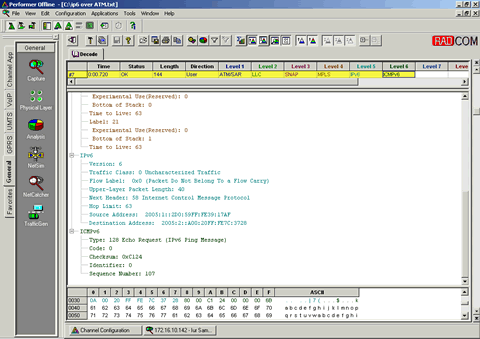 Performer Offline - [C:\ip6 over ATM.txt]
File View Edit Configuration Applications Tools Window Help
RADCOM
General
Capture
Physical Layer
Analysis
NetSim
NetCatcher
TrafficGen
Channel App
VoIP
UMTS
GPRS
General
Favorites
Decode
Time Status Length Direction Level 1 Level 2 Level 3 Level 4 Level 5 Level 6 Level 7 Leve
#7 0:00.720 OK 144 User ATM/SAR LLC SNAP MPLS IPv6 ICMPv6
Experimental Use(Reserved): 0
Bottom of Stack: 0
Time to Live: 63
Label: 21
Experimental Use(Reserved): 0
Bottom of Stack: 1
Time to Live: 63
IPv6
Version: 6
Traffic Class: 0 Uncharacterized Traffic
Flow Label: 0x0 (Packet Do Not Belong To a Flow Carry)
Upper-Layer Packet Length: 40
Next Header: 58 Internet Control Message Protocol
Hop Limit: 63
Source Address: 2003:1::2D0:59FF:FE39:17AF
Destination Address: 2005:2::A00:20FF:FE7C:3728
ICMPv6
Type: 128 Echo Request (IPv6 Ping Message)
Code: 0
Checksum: 0xC124
Identifier: 0
Sequence Number: 107
0 1 2 3 4 5 6 7 8 9 A B C D E F ASCII
0030 0A 00 20 FF FE 7C 37 28 80 00 C1 24 00 00 00 6B
0040 61 62 63 64 65 66 67 68 69 6A 6B 6C 6D 6E 6F 70 abcdefghijklmnop
0050 71 72 73 74 75 76 77 61 62 63 64 65 66 67 68 69 qrstuvwabcdefghi
Channel Configuration 172.16.10.142 - Iur Sam...